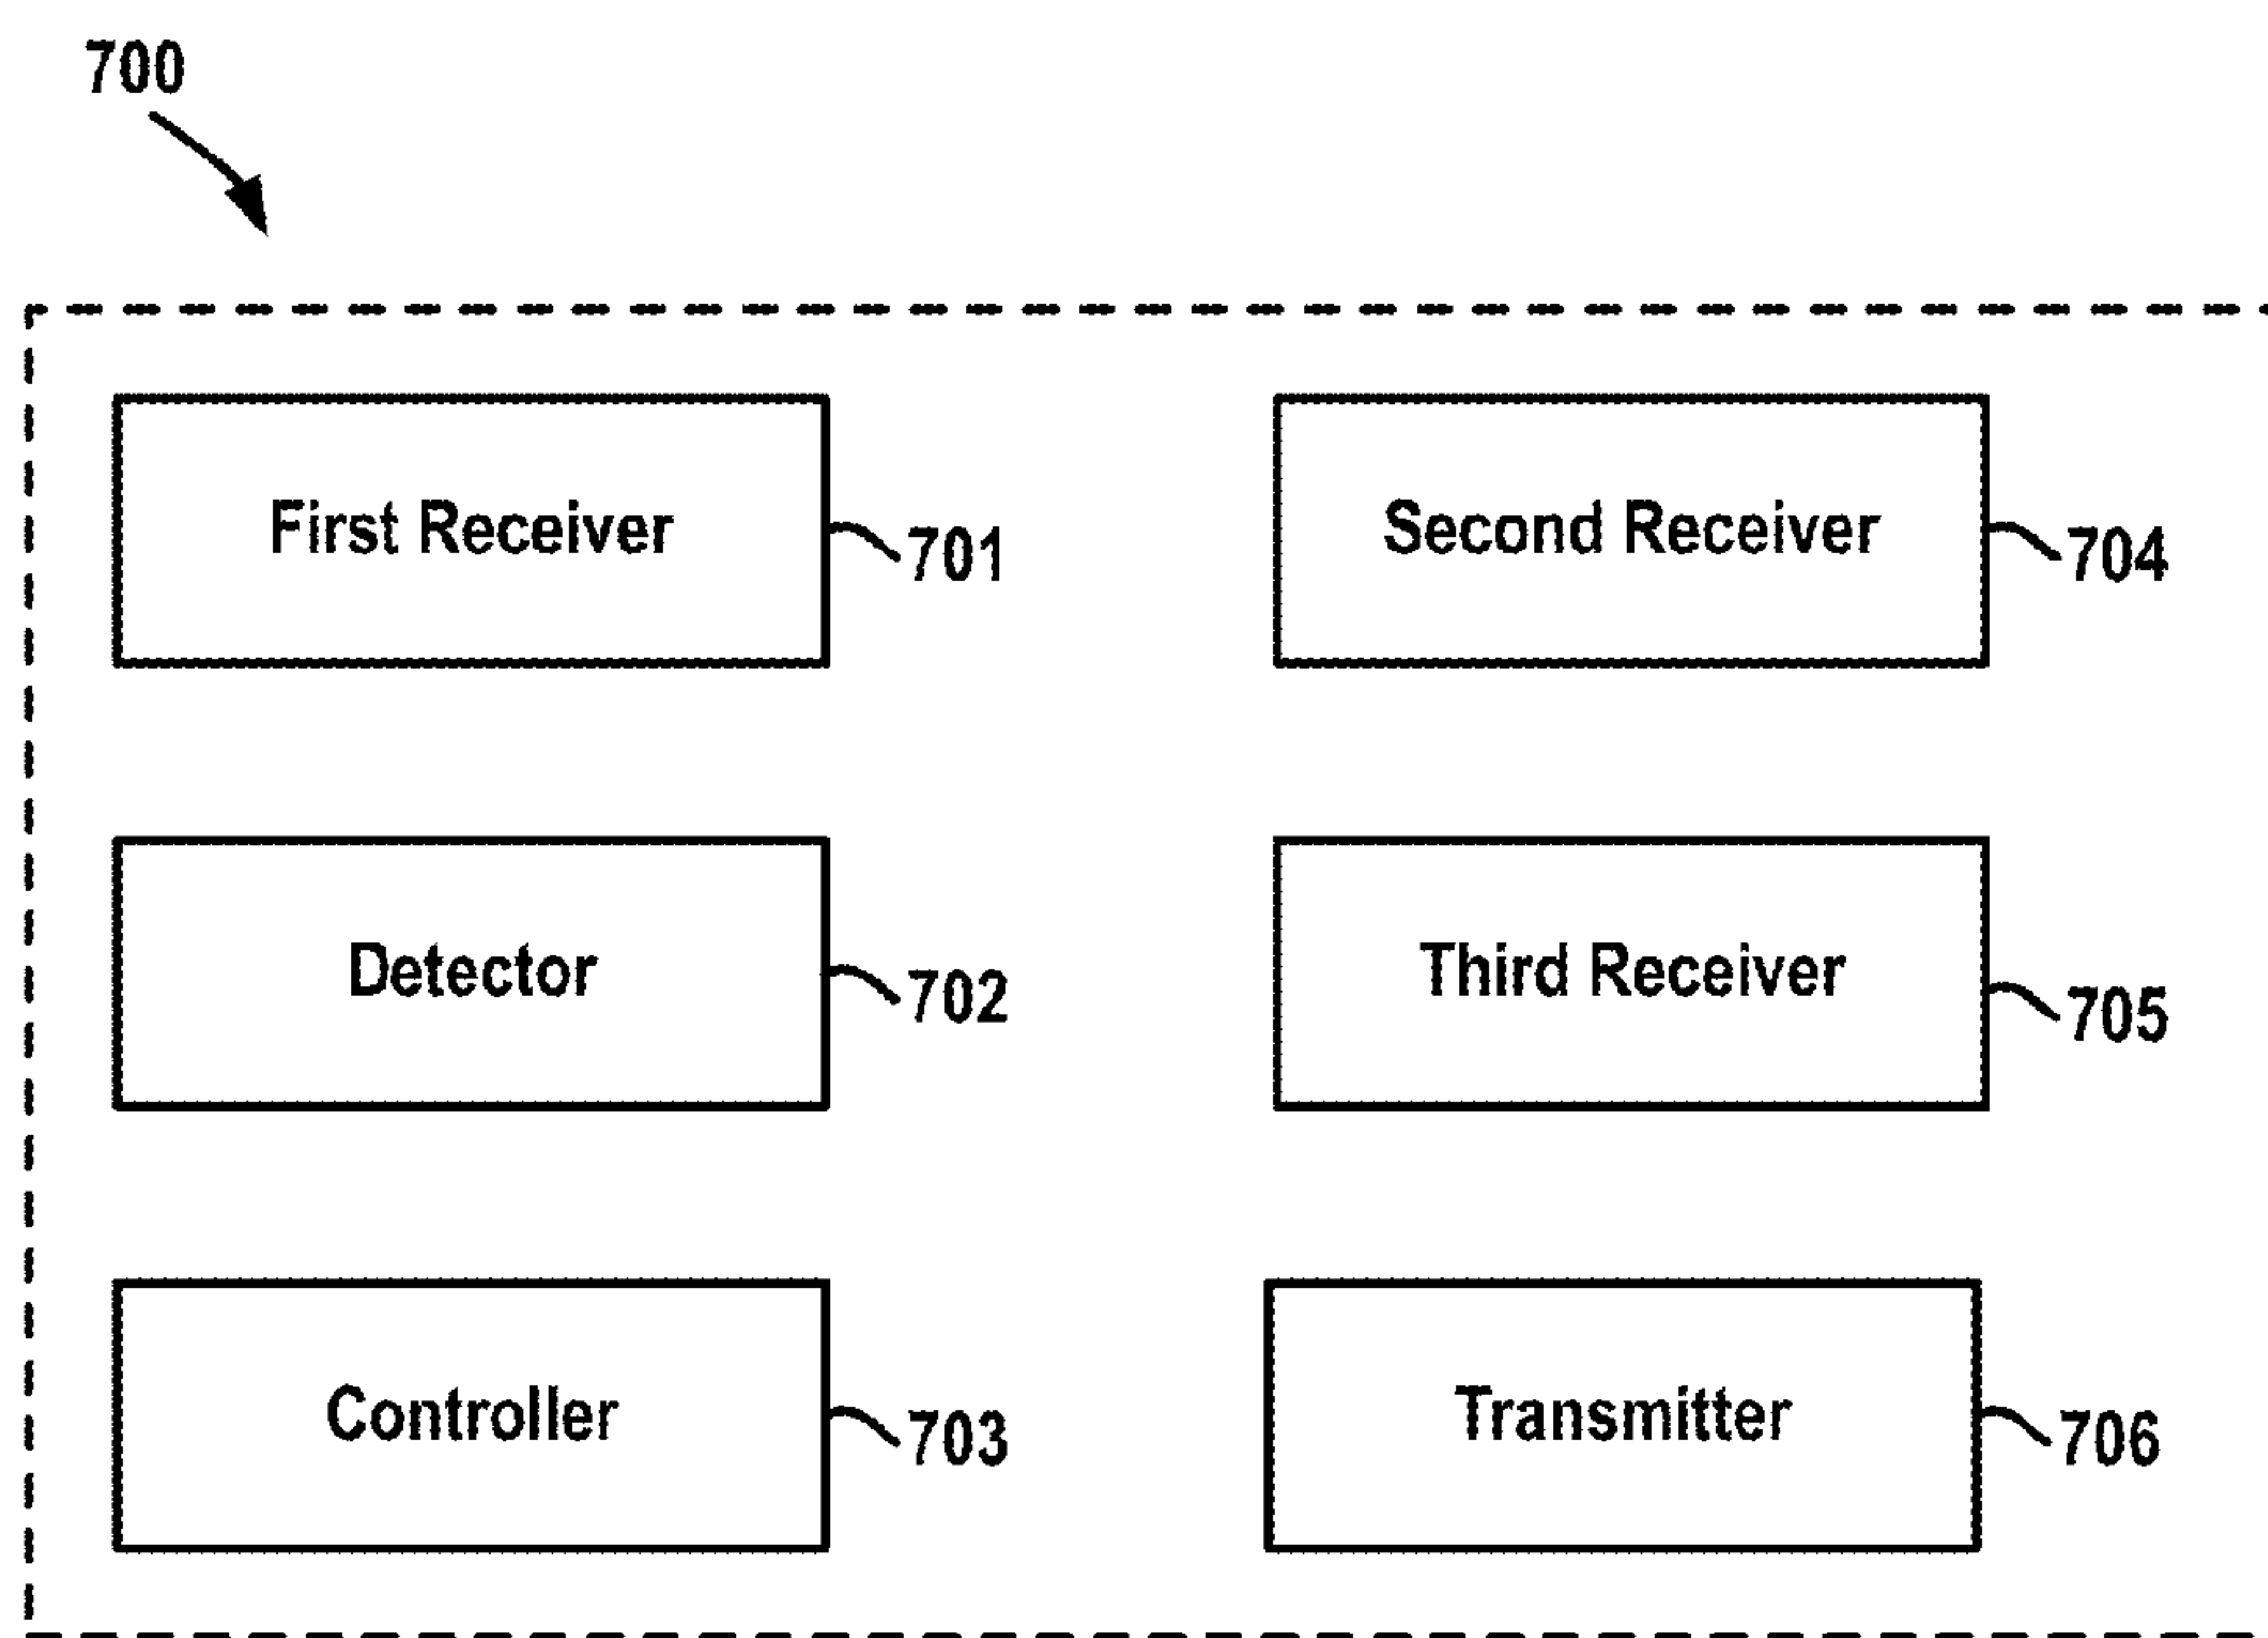 700
First Receiver
701
Second Receiver
704
Detector
702
Third Receiver
705
Controller
703
Transmitter
706